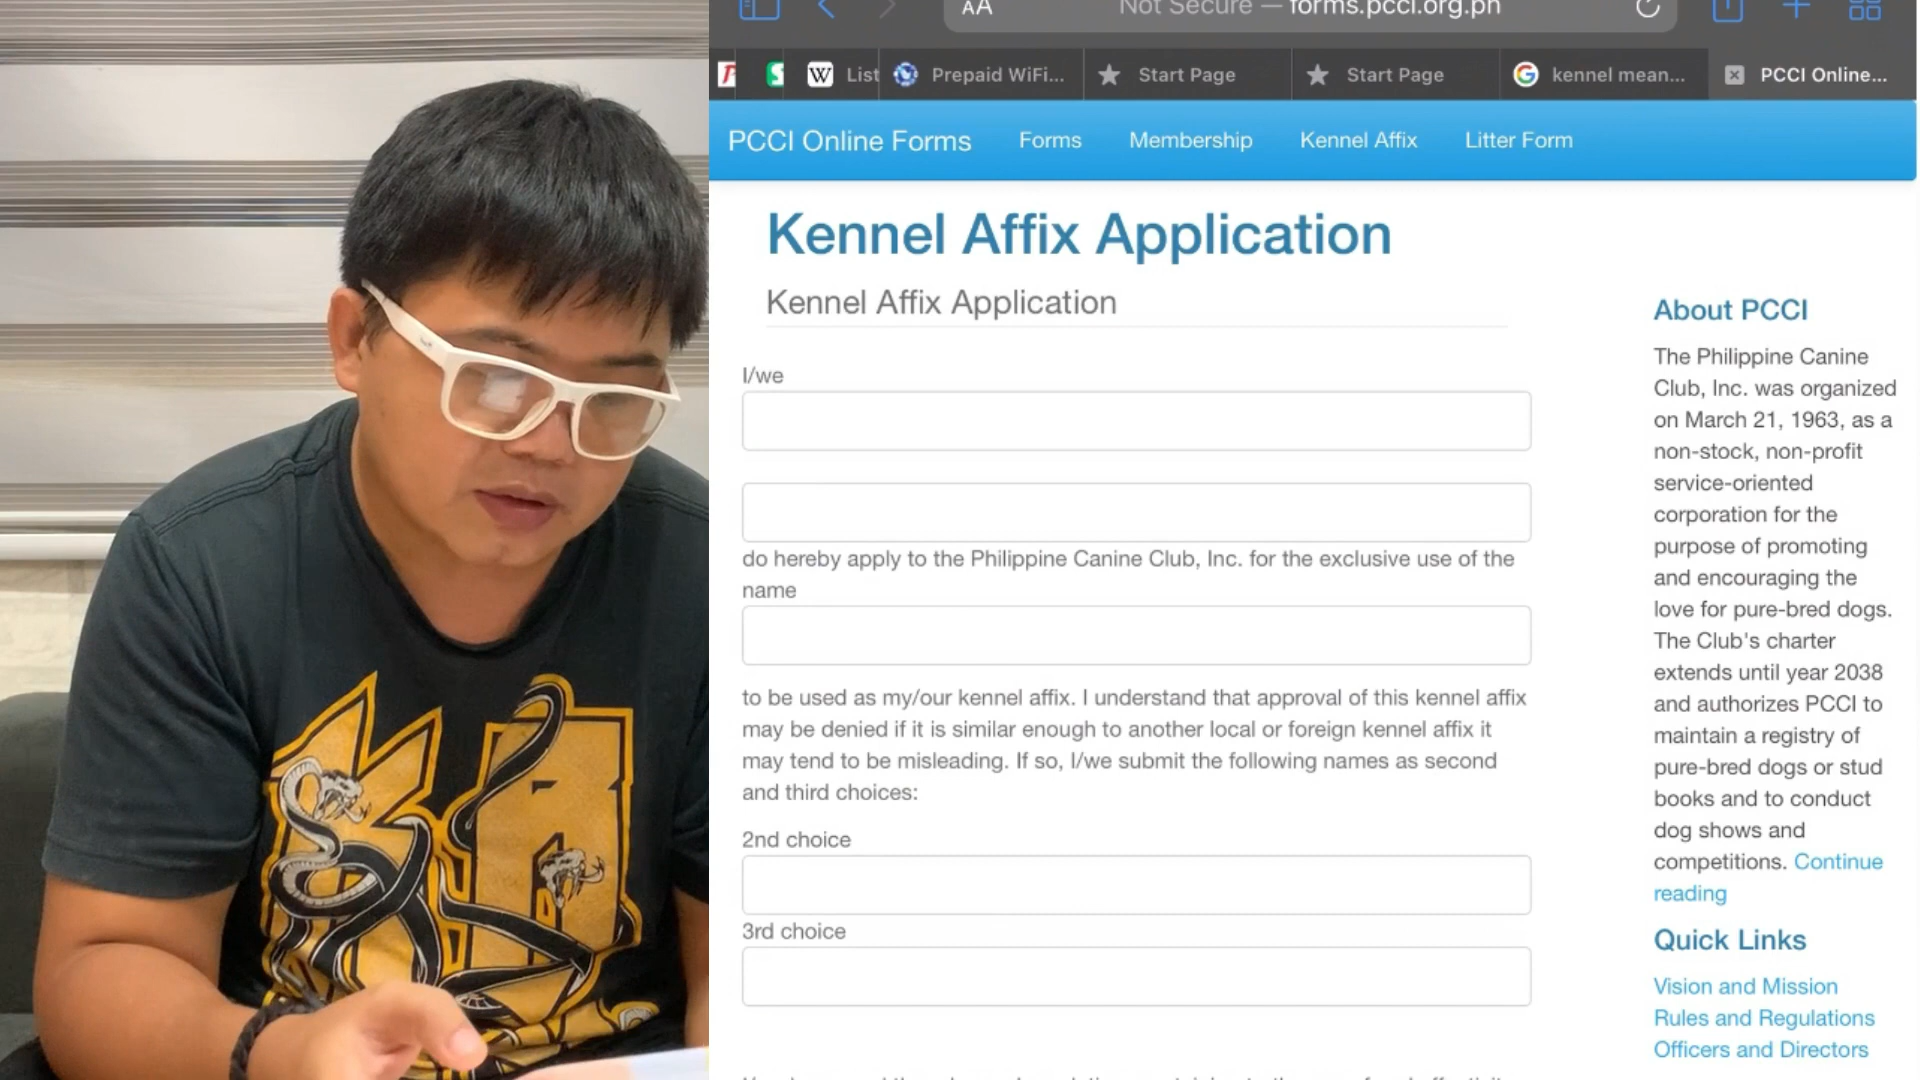 AA
Not Secure — forms.pcci.org.ph
List
Prepaid WiFi...
Start Page
Start Page
kennel mean...
PCCI Online...
PCCI Online Forms
Forms
Membership
Kennel Affix
Litter Form
Kennel Affix Application
Kennel Affix Application
I/we
do hereby apply to the Philippine Canine Club, Inc. for the exclusive use of the
name
to be used as my/our kennel affix. I understand that approval of this kennel affix
may be denied if it is similar enough to another local or foreign kennel affix it
may tend to be misleading. If so, I/we submit the following names as second
and third choices:
2nd choice
3rd choice
About PCCI
The Philippine Canine
Club, Inc. was organized
on March 21, 1963, as a
non-stock, non-profit
service-oriented
corporation for the
purpose of promoting
and encouraging the
love for pure-bred dogs.
The Club's charter
extends until year 2038
and authorizes PCCI to
maintain a registry of
pure-bred dogs or stud
books and to conduct
dog shows and
competitions. Continue
reading
Quick Links
Vision and Mission
Rules and Regulations
Officers and Directors